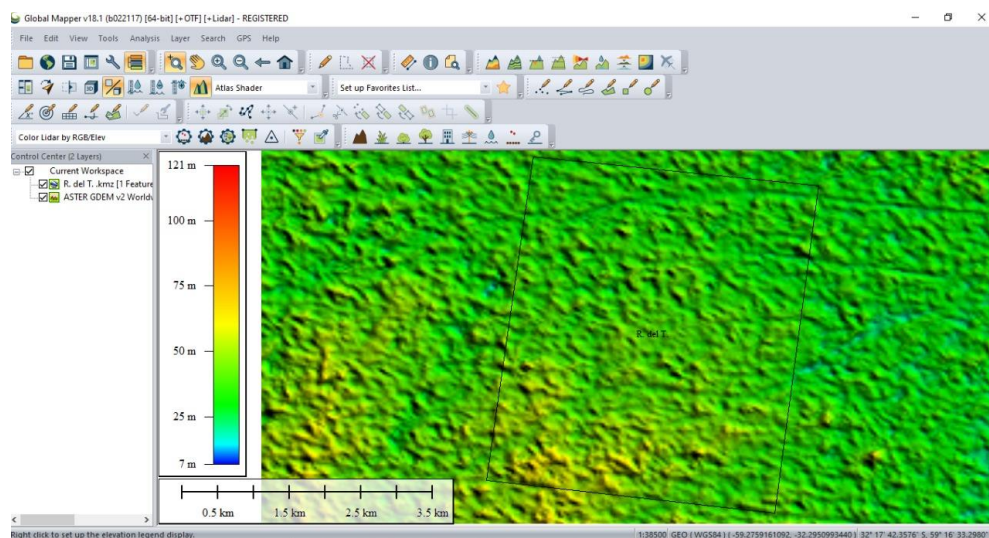 Global Mapper v18.1 (b022117) [64-bit] [+OTF] [+Lidar] - REGISTERED
File Edit View Tools Analysis Layer Search GPS Help
Atlas Shader
Set up Favorites List...
Color Lidar by RGB/Elev
Control Center (2 Layers)
Current Workspace
R. del T. .kmz [1 Feature
ASTER GDEM v2 Worldw
121 m
100 m
75 m
50 m
25 m
7 m
R. del T.
0.5 km 1.5 km 2.5 km 3.5 km
Right click to set up the elevation legend display.
1:38500 GEO (WGS84) ( -59.2759161092, -32.2950993440 ) 32° 17' 42.3576" S, 59° 16' 33.2980"